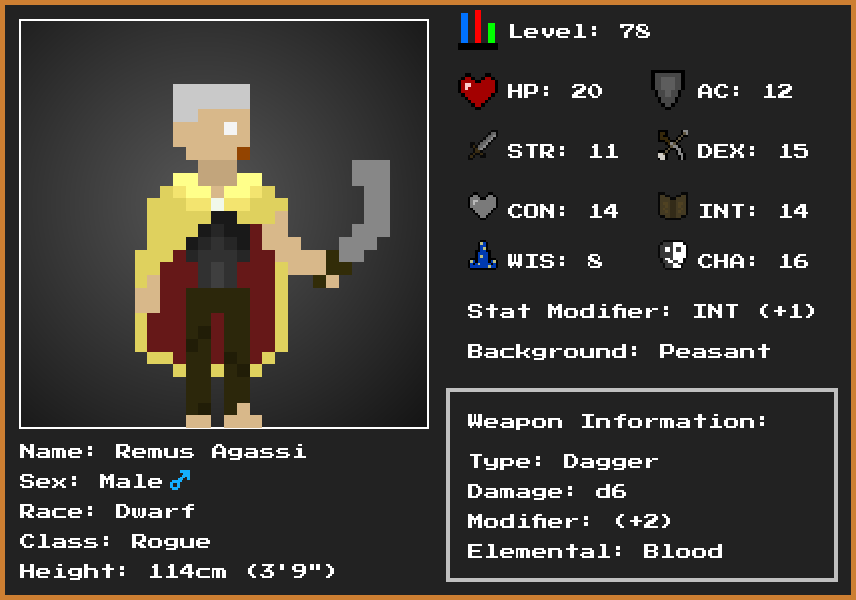 Level: 78
HP: 20 AC: 12
STR: 11 DEX: 15
CON: 14 INT: 14
WIS: 8 CHA: 16
Stat Modifier: INT (+1)
Background: Peasant
Weapon Information:
Type: Dagger
Damage: d6
Modifier: (+2)
Elemental: Blood
Name: Remus Agassi
Sex: Male ♂
Race: Dwarf
Class: Rogue
Height: 114cm (3'9")